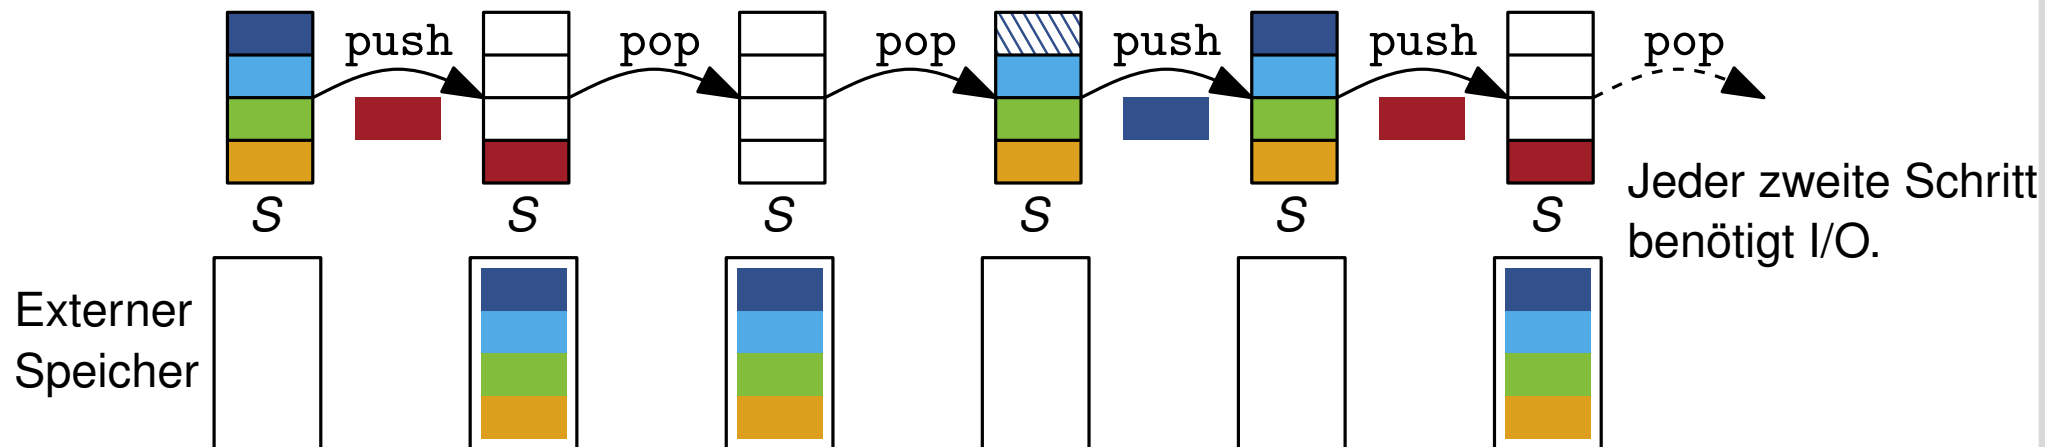 push pop pop push push pop
S S S S S S
Jeder zweite Schritt
benötigt I/O.
Externer
Speicher